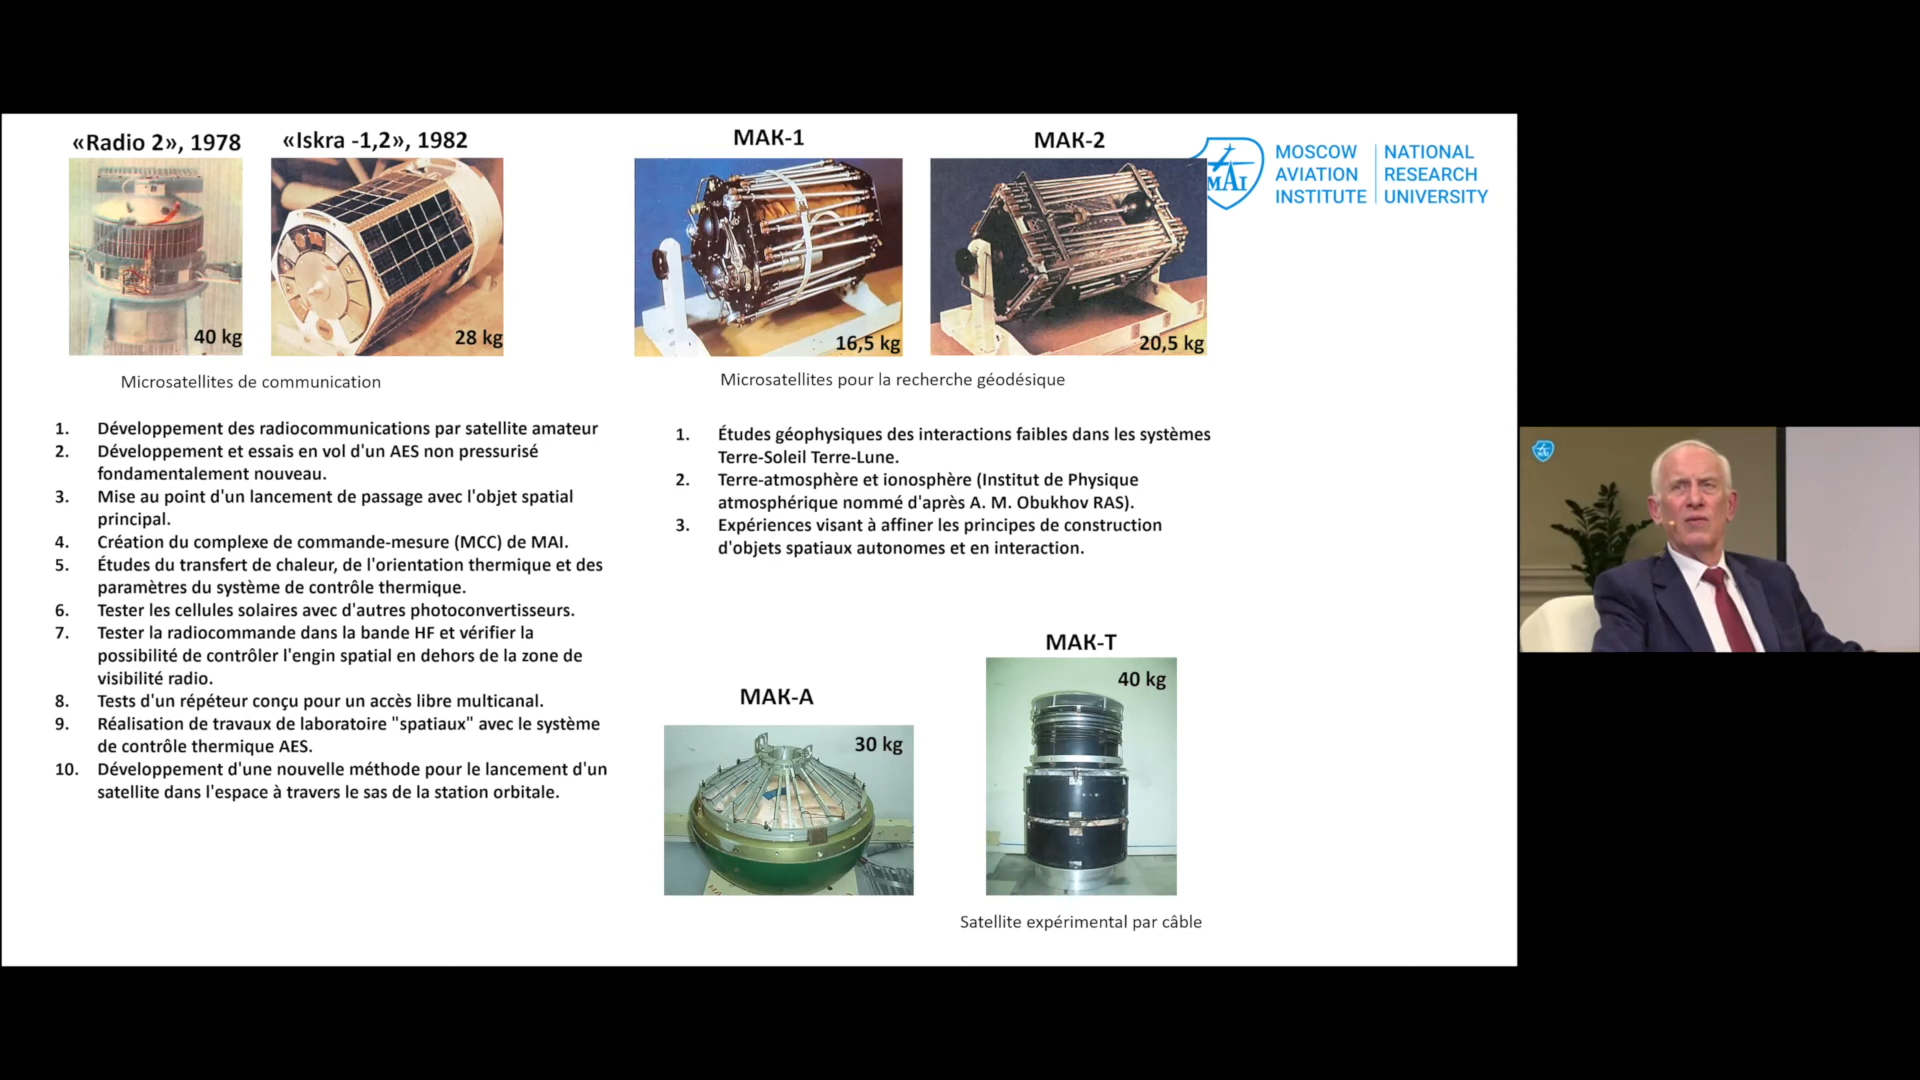 «Radio 2», 1978
«Iskra -1,2», 1982
40 kg
28 kg
Microsatellites de communication
1. Développement des radiocommunications par satellite amateur
2. Développement et essais en vol d'un AES non pressurisé
fondamentalement nouveau.
3. Mise au point d'un lancement de passage avec l'objet spatial
principal.
4. Création du complexe de commande-mesure (MCC) de MAI.
5. Études du transfert de chaleur, de l'orientation thermique et des
paramètres du système de contrôle thermique.
6. Tester les cellules solaires avec d'autres photoconvertisseurs.
7. Tester la radiocommande dans la bande HF et vérifier la
possibilité de contrôler l'engin spatial en dehors de la zone de
visibilité radio.
8. Tests d'un répéteur conçu pour un accès libre multicanal.
9. Réalisation de travaux de laboratoire "spatiaux" avec le système
de contrôle thermique AES.
10. Développement d'une nouvelle méthode pour le lancement d'un
satellite dans l'espace à travers le sas de la station orbitale.
МАК-1
МАК-2
16,5 kg
20,5 kg
Microsatellites pour la recherche géodésique
1. Études géophysiques des interactions faibles dans les systèmes
Terre-Soleil Terre-Lune.
2. Terre-atmosphère et ionosphère (Institut de Physique
atmosphérique nommé d'après A. M. Obukhov RAS).
3. Expériences visant à affiner les principes de construction
d'objets spatiaux autonomes et en interaction.
МАК-А
30 kg
МАК-Т
40 kg
Satellite expérimental par câble
MAI
MOSCOW
AVIATION
INSTITUTE
NATIONAL
RESEARCH
UNIVERSITY